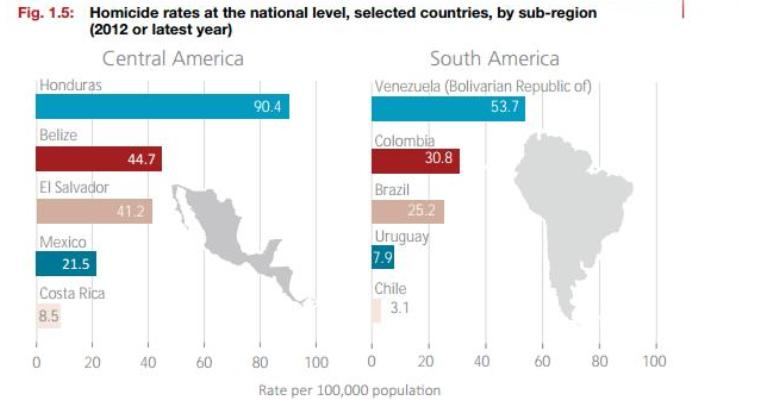 Fig. 1.5: Homicide rates at the national level, selected countries, by sub-region
(2012 or latest year)
Central America
Honduras
90.4
Belize
44.7
El Salvador
41.2
Mexico
21.5
Costa Rica
8.5
0 20 40 60 80 100
South America
Venezuela (Bolivarian Republic of)
53.7
Colombia
30.8
Brazil
25.2
Uruguay
7.9
Chile
3.1
0 20 40 60 80 100
Rate per 100,000 population